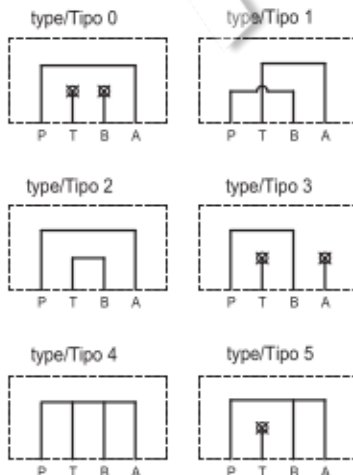 type/Tipo 0
P T B A
type/Tipo 1
P T B A
type/Tipo 2
P T B A
type/Tipo 3
P T B A
type/Tipo 4
P T B A
type/Tipo 5
P T B A